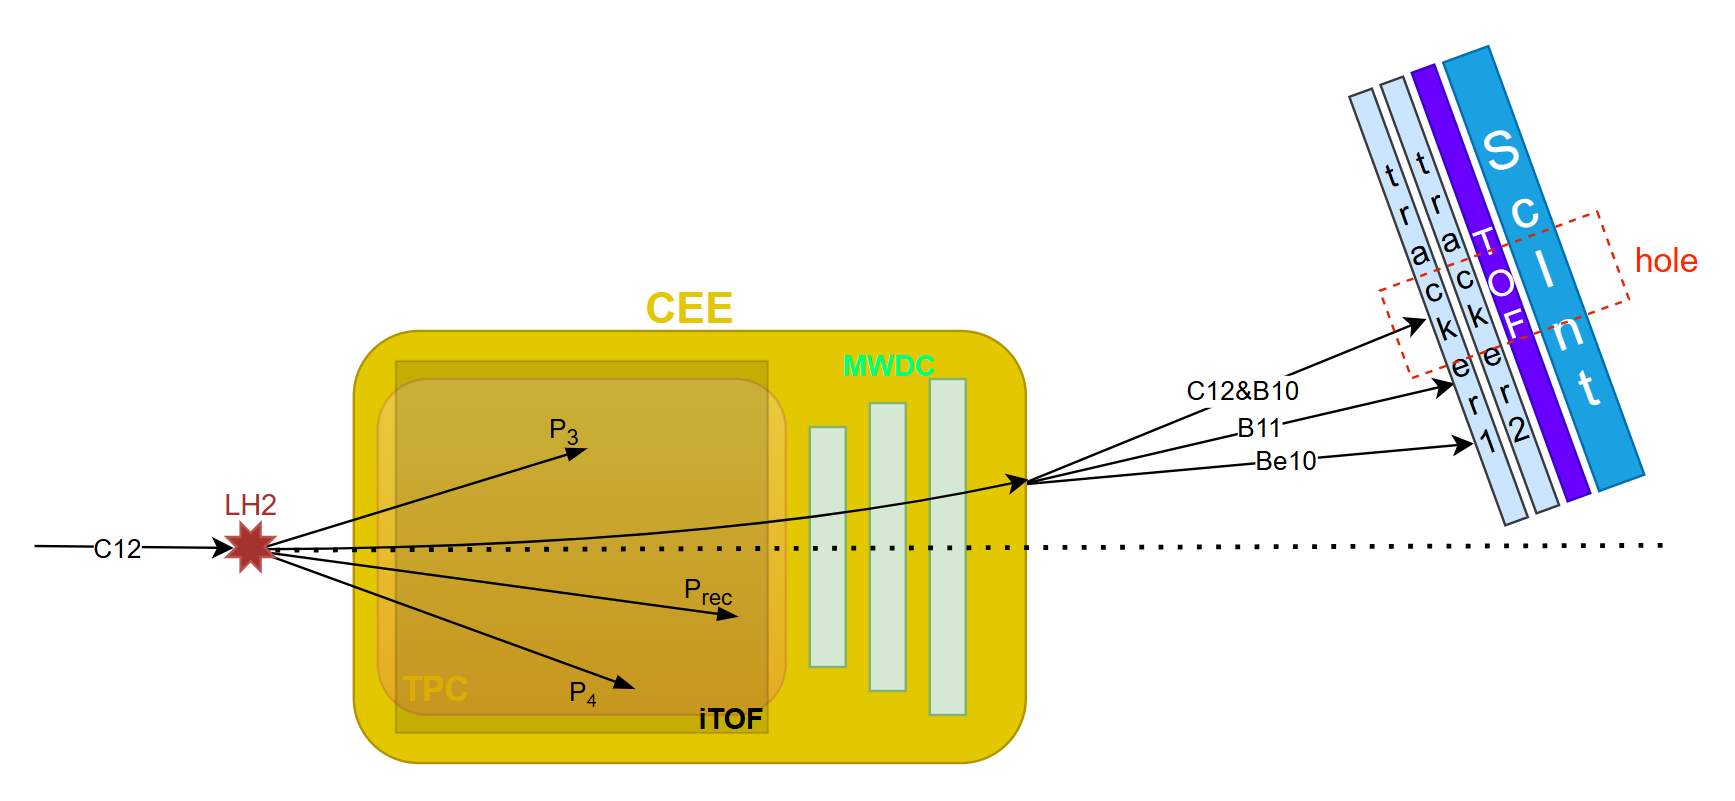 CEE
MWDC
P3
LH2
C12
Prec
P4
TPC
iTOF
C12&B10
B11
Be10
tracker1
tracker2
TOF
ScInt
hole